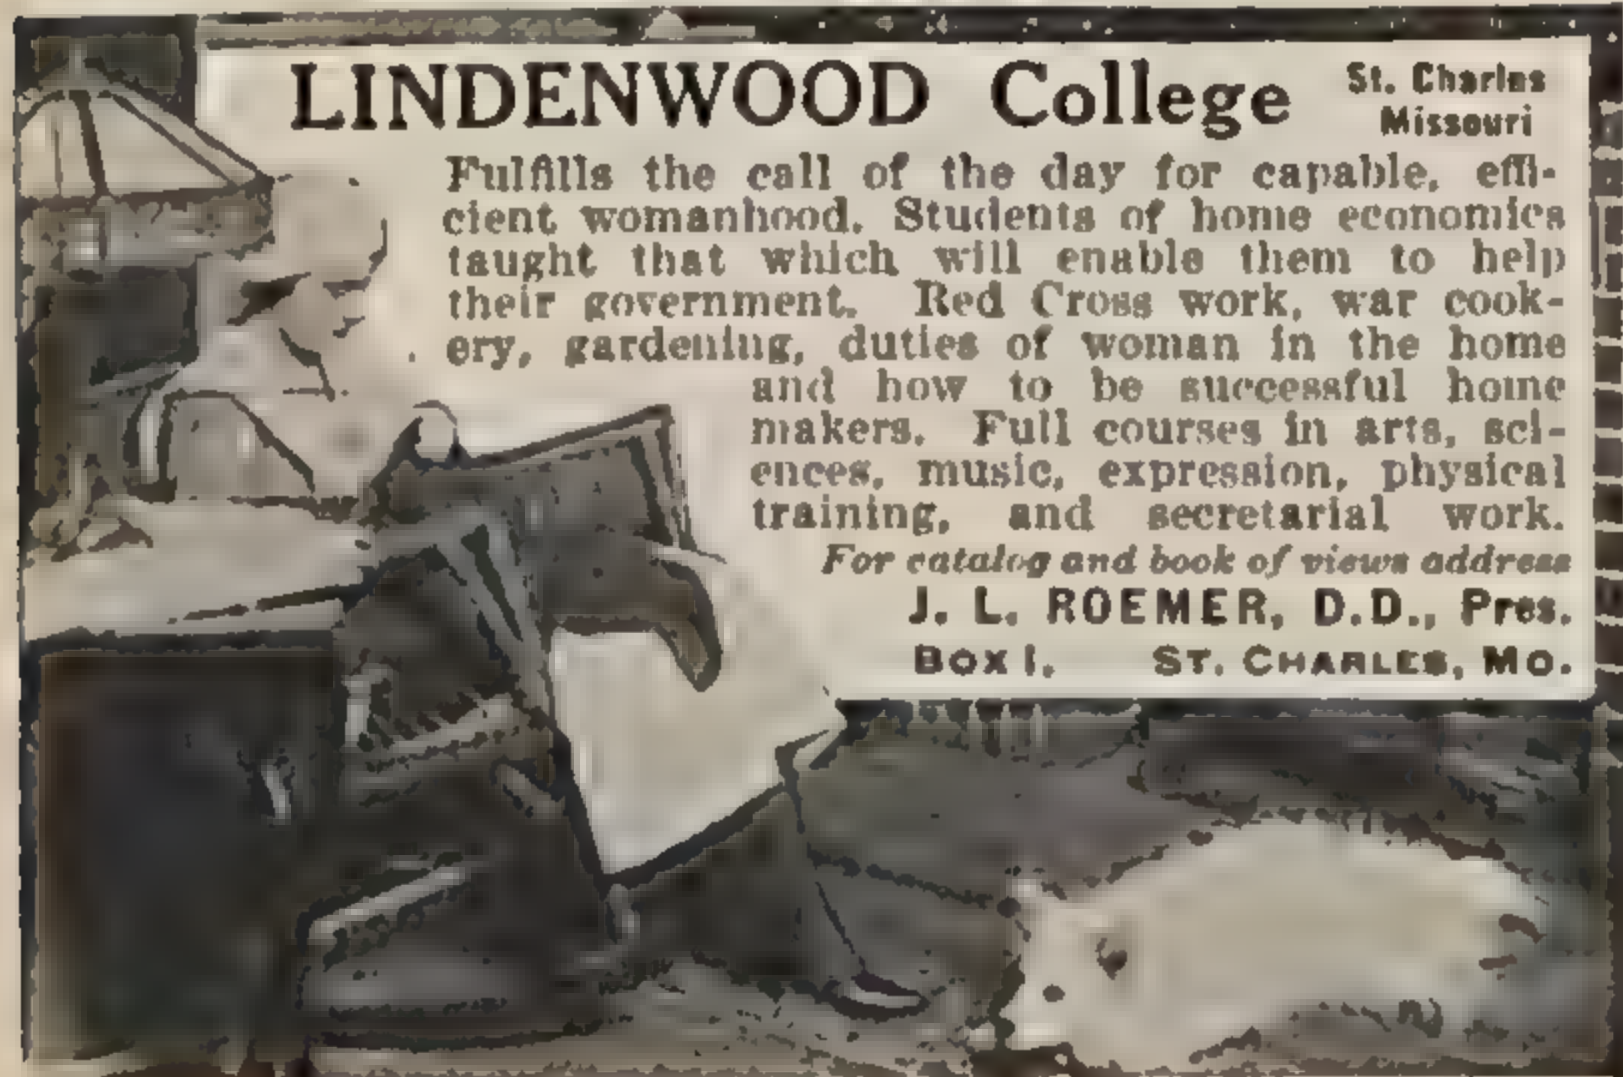 LINDENWOOD College
St. Charles
Missouri
Fulfills the call of the day for capable, effi-
cient womanhood. Students of home economics
taught that which will enable them to help
their government. Red Cross work, war cook-
ery, gardening, duties of woman in the home
and how to be successful home
makers. Full courses in arts, sci-
ences, music, expression, physical
training, and secretarial work.
For catalog and book of views address
J. L. ROEMER, D.D., Pres.
BOX 1. ST. CHARLES, MO.